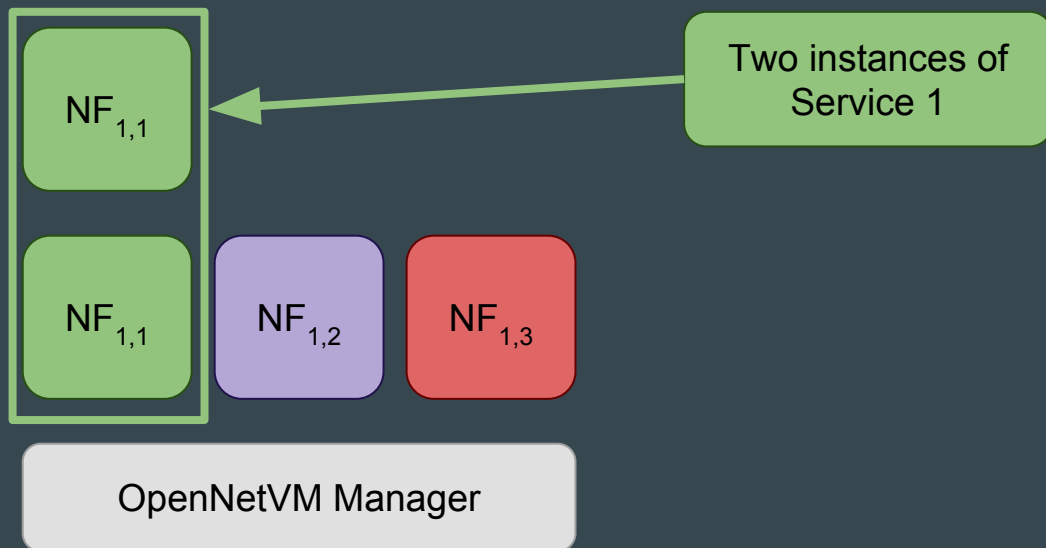 NF1,1
Two instances of
Service 1
NF1,1
NF1,2
NF1,3
OpenNetVM Manager